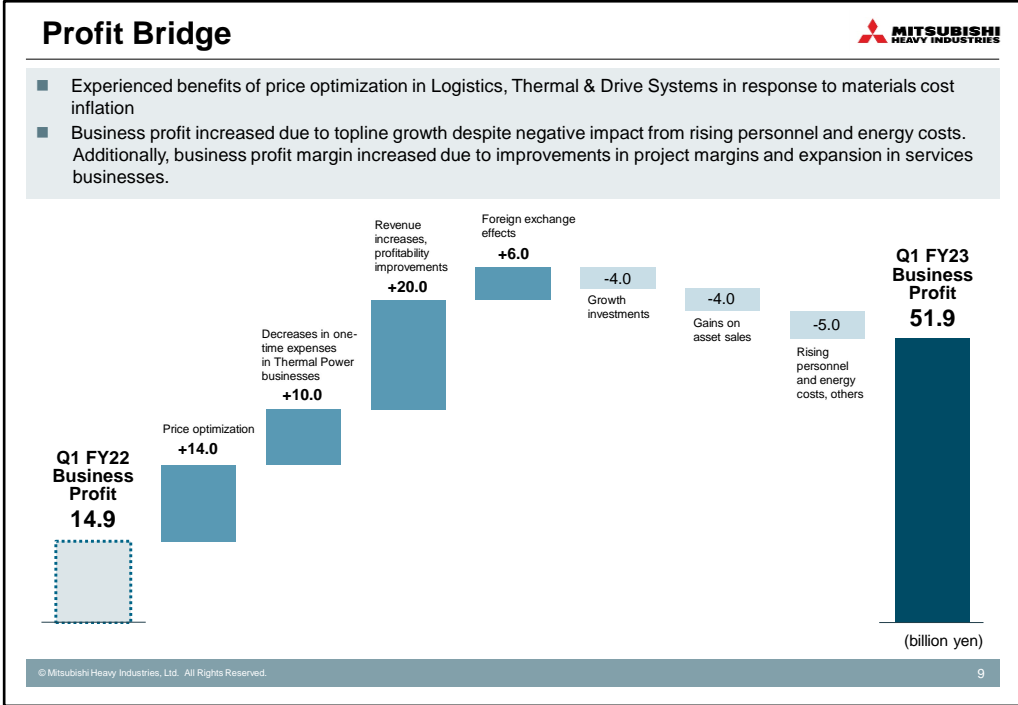 Profit Bridge
MITSUBISHI
HEAVY INDUSTRIES
Experienced benefits of price optimization in Logistics, Thermal & Drive Systems in response to materials cost
inflation
Business profit increased due to topline growth despite negative impact from rising personnel and energy costs.
Additionally, business profit margin increased due to improvements in project margins and expansion in services
businesses.
Q1 FY22
Business
Profit
14.9
Price optimization
+14.0
Decreases in one-
time expenses
in Thermal Power
businesses
+10.0
Revenue
increases,
profitability
improvements
+20.0
Foreign exchange
effects
+6.0
-4.0
Growth
investments
-4.0
Gains on
asset sales
-5.0
Rising
personnel
and energy
costs, others
Q1 FY23
Business
Profit
51.9
(billion yen)
© Mitsubishi Heavy Industries, Ltd. All Rights Reserved.
9